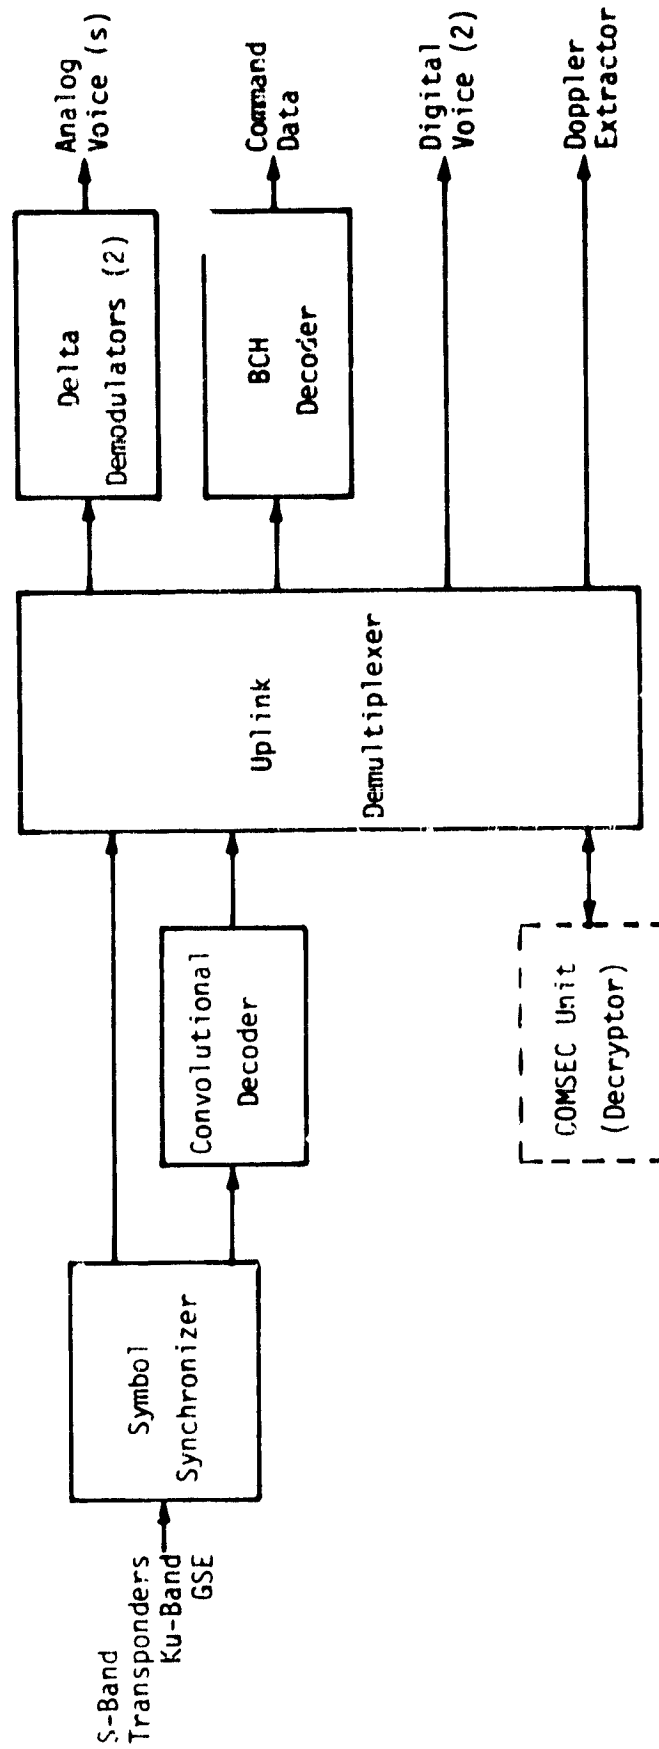 S-Band
Transponders
Ku-Band
GSE
Symbol
Synchronizer
Convolutional
Decoder
COMSEC Unit
(Decryptor)
Uplink
Demultiplexer
Delta
Demodulators (2)
BCH
Decoder
Analog
Voice (s)
Command
Data
Digital
Voice (2)
Doppler
Extractor